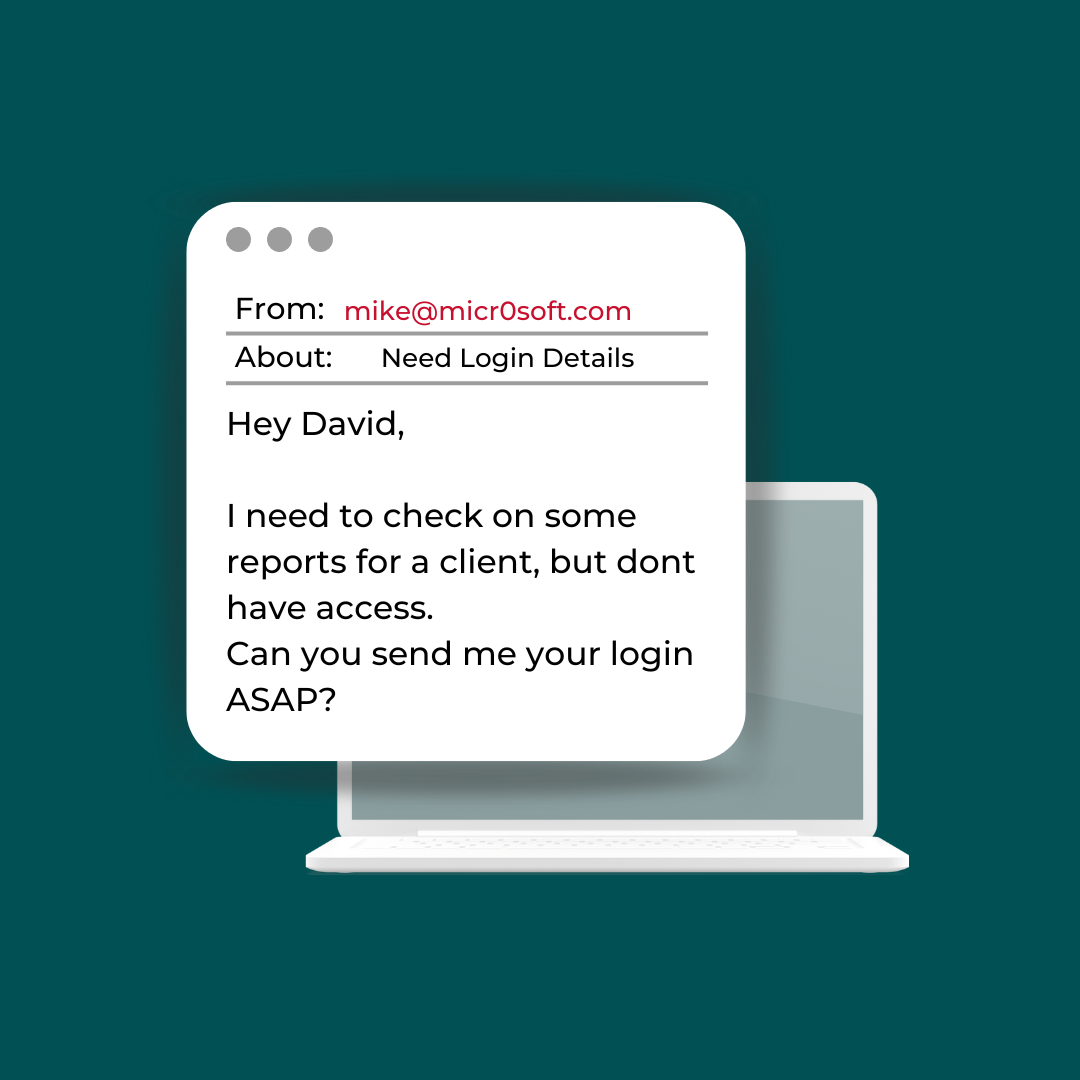 From: mike@micr0soft.com
About: Need Login Details
Hey David,
I need to check on some
reports for a client, but dont
have access.
Can you send me your login
ASAP?